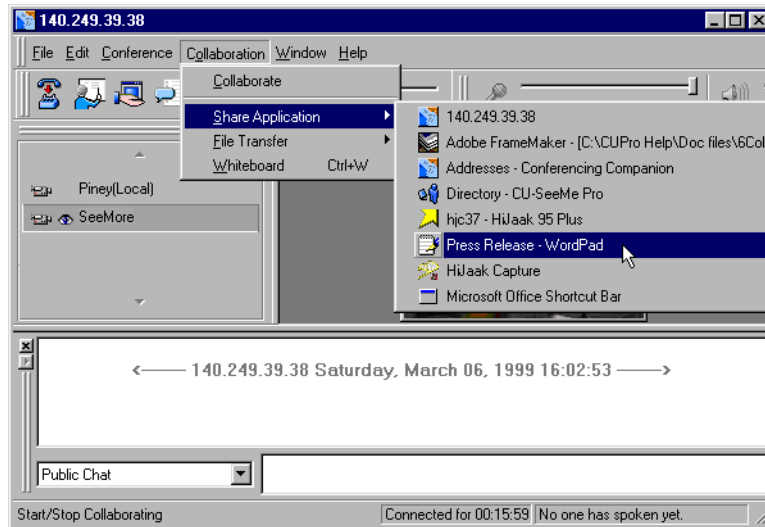 140.249.39.38
File Edit Conference Collaboration Window Help
Collaborate
Share Application
File Transfer
Whiteboard Ctrl+W
140.249.39.38
Adobe FrameMaker - [C:\CUPro Help\Doc files\6Col
Addresses - Conferencing Companion
Directory - CU-SeeMe Pro
hjc37 - HiJaak 95 Plus
Press Release - WordPad
HiJaak Capture
Microsoft Office Shortcut Bar
Piney(Local)
SeeMore
<—— 140.249.39.38 Saturday, March 06, 1999 16:02:53 ——>
Public Chat
Start/Stop Collaborating Connected for 00:15:59 No one has spoken yet.